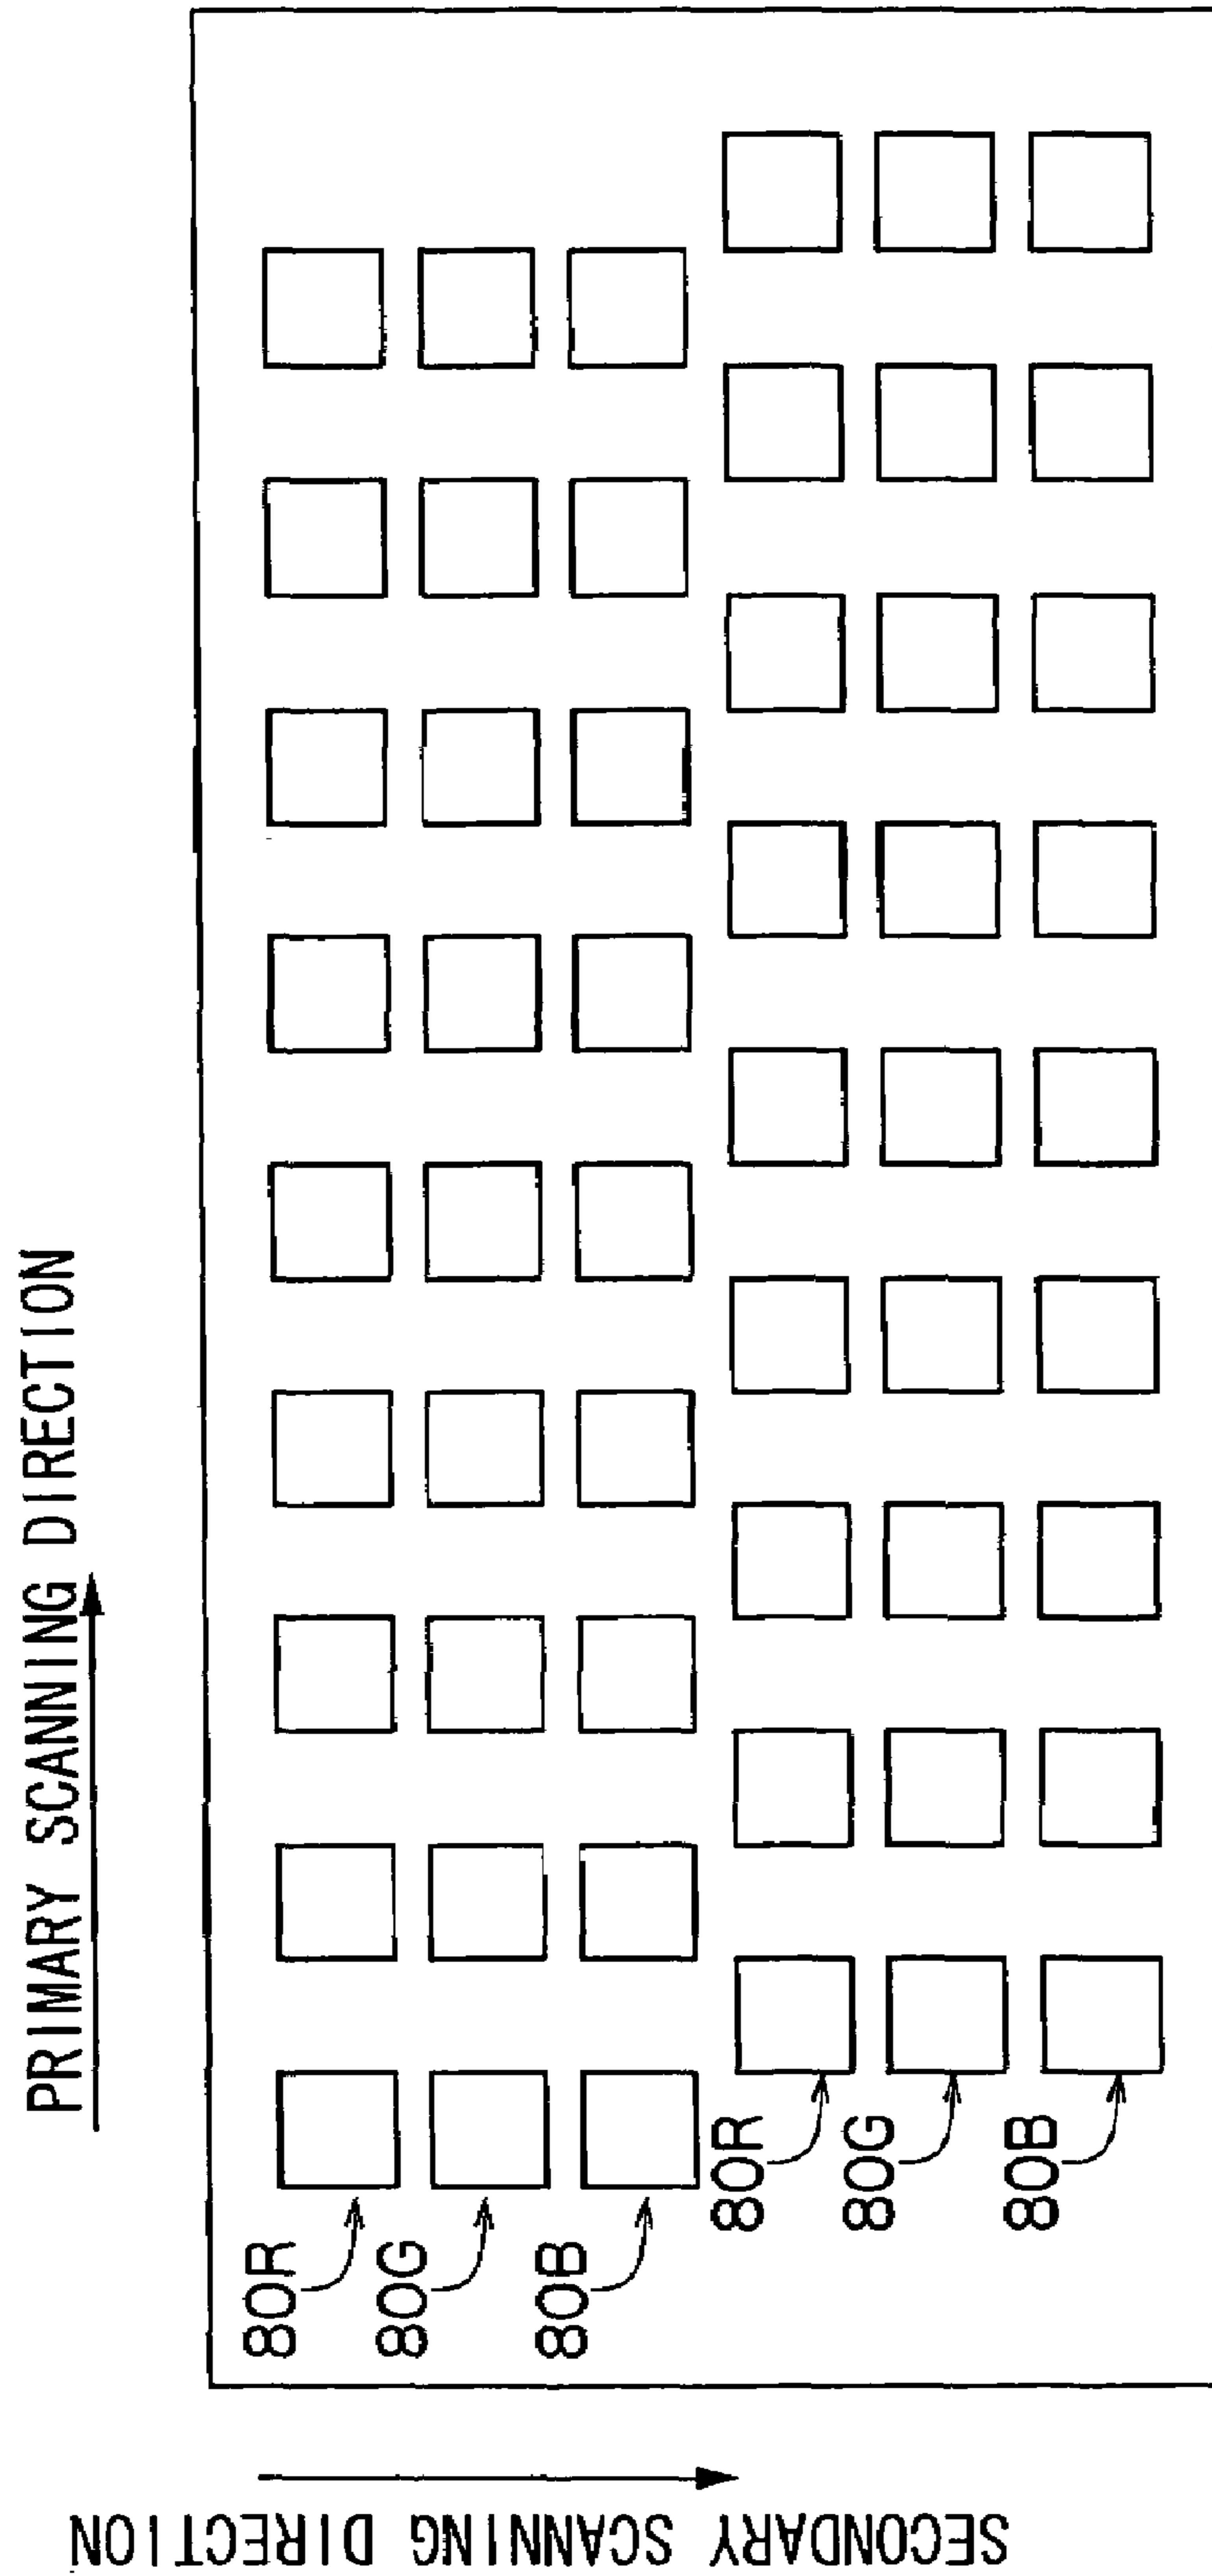 PRIMARY SCANNING DIRECTION
SECONDARY SCANNING DIRECTION
80R
80G
80B
80R
80G
80B